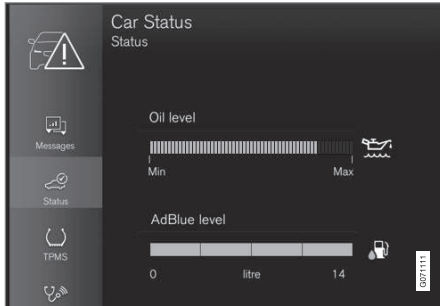 Car Status
Status
Messages
Status
TPMS
Oil level
Min Max
AdBlue level
0 litre 14
G071111